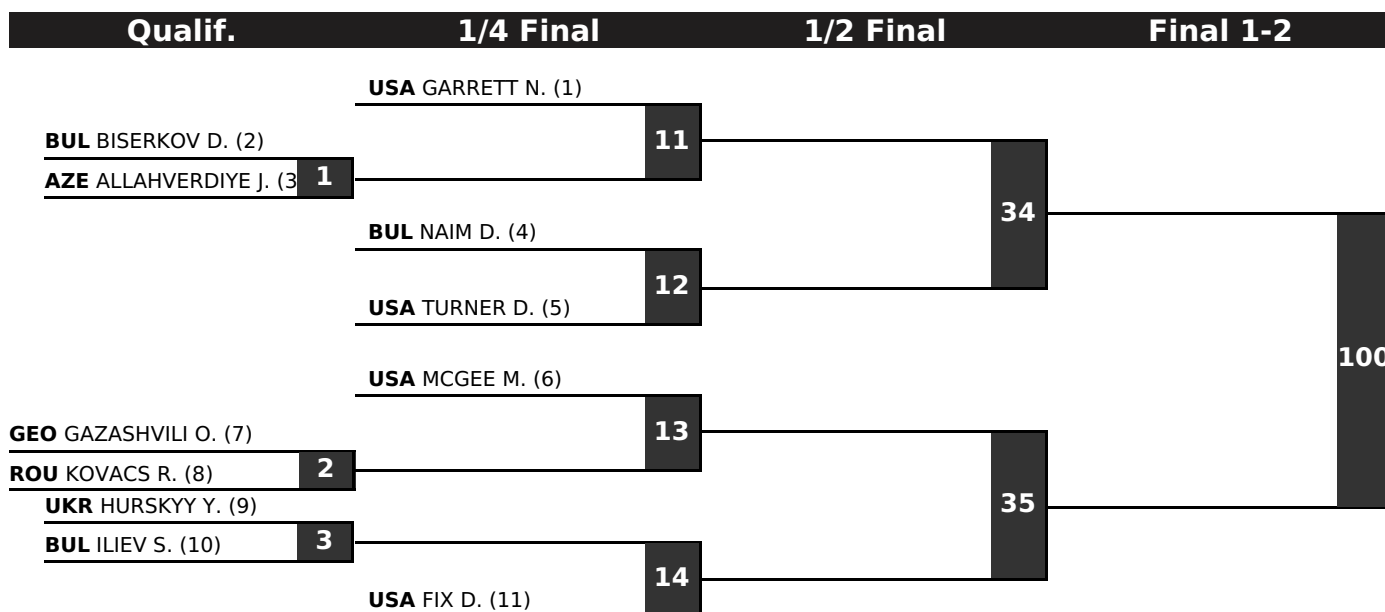 Qualif. 1/4 Final 1/2 Final Final 1-2
USA GARRETT N. (1)
11
BUL BISERKOV D. (2)
AZE ALLAHVERDIYE J. (3
1
34
BUL NAIM D. (4)
12
USA TURNER D. (5)
100
USA MCGEE M. (6)
13
GEO GAZASHVILI O. (7)
ROU KOVACS R. (8)
2
UKR HURSKYY Y. (9)
35
BUL ILIEV S. (10)
3
14
USA FIX D. (11)